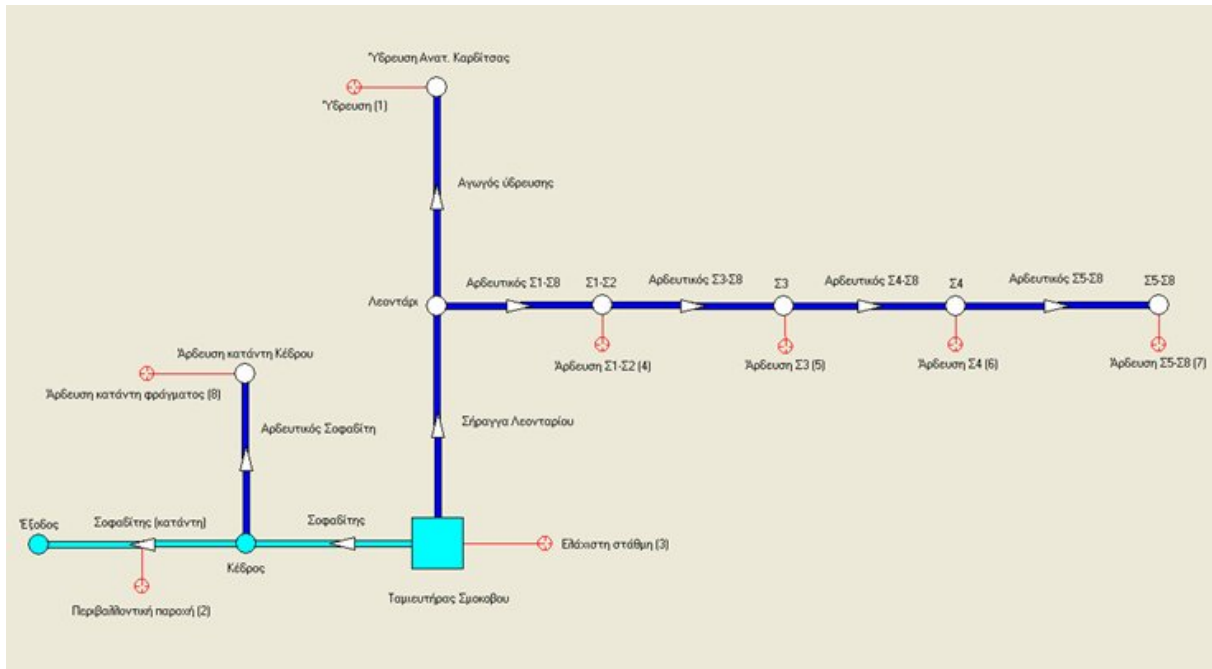 Ύδρευση Ανατ. Καρδίτσας
Ύδρευση (1)
Αγωγός ύδρευσης
Αρδευτικός Σ1-Σ8
Σ1-Σ2
Αρδευτικός Σ3-Σ8
Σ3
Αρδευτικός Σ4-Σ8
Σ4
Αρδευτικός Σ5-Σ8
Σ5-Σ8
Λεοντάρι
Άρδευση Σ1-Σ2 (4)
Άρδευση Σ3 (5)
Άρδευση Σ4 (6)
Άρδευση Σ5-Σ8 (7)
Άρδευση κατάντη Κέδρου
Άρδευση κατάντη φράγματος (8)
Αρδευτικός Σοφαδίτη
Σήραγγα Λεονταρίου
Έξοδος
Σοφαδίτης (κατάντη)
Σοφαδίτης
Ελάχιστη στάθμη (3)
Κέδρος
Περιβαλλοντική παροχή (2)
Ταμιευτήρας Σμοκοβου